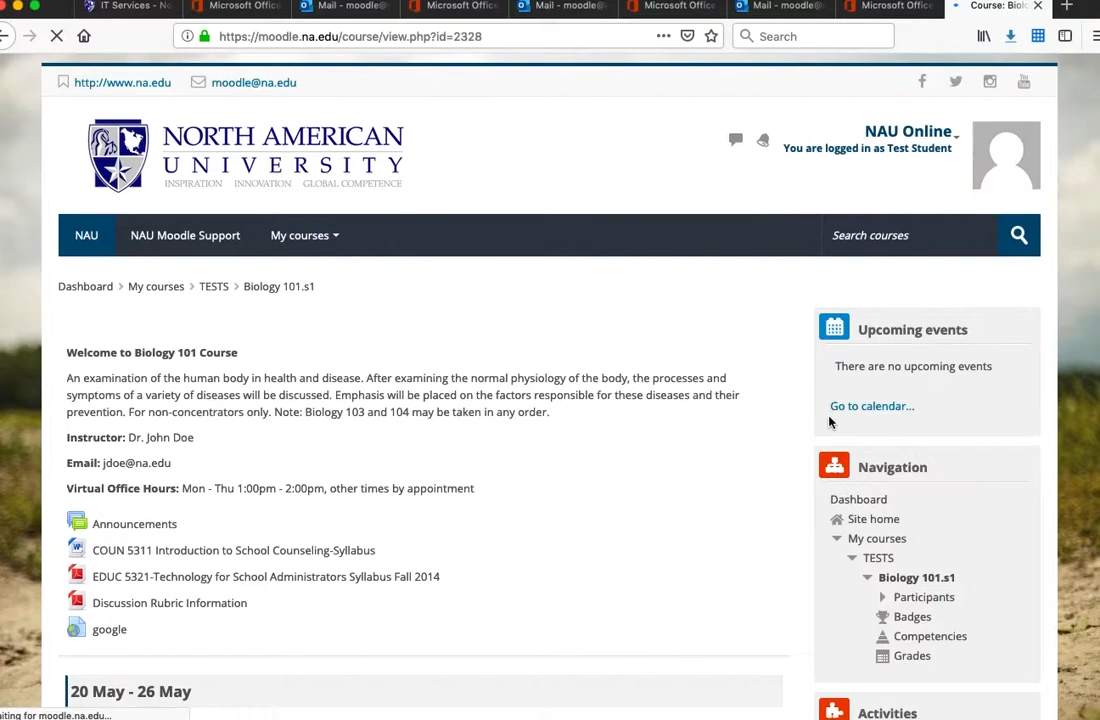 IT Services - No
Microsoft Office
Mail - moodle@
Microsoft Office
Mail - moodle@
Microsoft Office
Mail - moodle@
Microsoft Office
Course: Biolo
https://moodle.na.edu/course/view.php?id=2328
Search
http://www.na.edu
moodle@na.edu
NORTH AMERICAN
UNIVERSITY
INSPIRATION INNOVATION GLOBAL COMPETENCE
NAU Online
You are logged in as Test Student
NAU
NAU Moodle Support
My courses
Search courses
Dashboard > My courses > TESTS > Biology 101.s1
Welcome to Biology 101 Course
An examination of the human body in health and disease. After examining the normal physiology of the body, the processes and
symptoms of a variety of diseases will be discussed. Emphasis will be placed on the factors responsible for these diseases and their
prevention. For non-concentrators only. Note: Biology 103 and 104 may be taken in any order.
Instructor: Dr. John Doe
Email: jdoe@na.edu
Virtual Office Hours: Mon - Thu 1:00pm - 2:00pm, other times by appointment
Announcements
COUN 5311 Introduction to School Counseling-Syllabus
EDUC 5321-Technology for School Administrators Syllabus Fall 2014
Discussion Rubric Information
google
20 May - 26 May
Upcoming events
There are no upcoming events
Go to calendar...
Navigation
Dashboard
Site home
My courses
TESTS
Biology 101.s1
Participants
Badges
Competencies
Grades
Activities
aiting for moodle.na.edu...